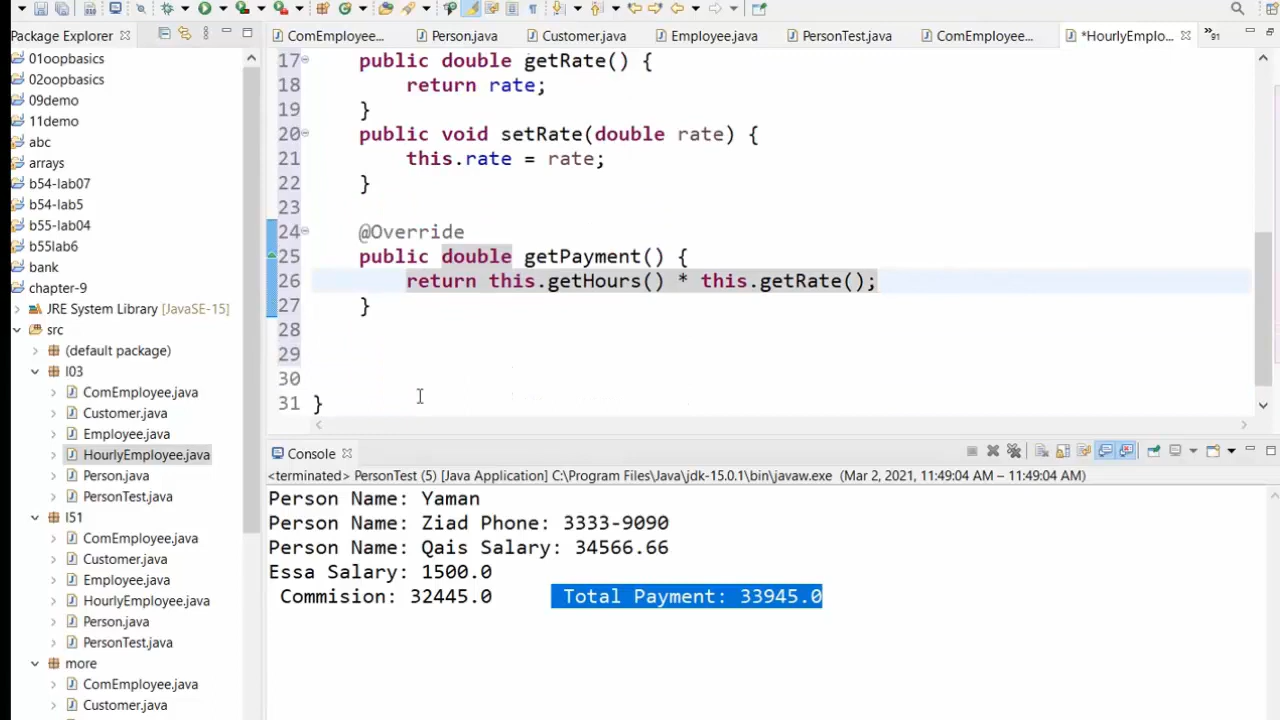 Package Explorer
ComEmployee...
Person.java
Customer.java
Employee.java
PersonTest.java
ComEmployee...
*HourlyEmplo...
»91
01oopbasics
02oopbasics
09demo
11demo
abc
arrays
b54-lab07
b54-lab5
b55-lab04
b55lab6
bank
chapter-9
JRE System Library [JavaSE-15]
src
(default package)
l03
ComEmployee.java
Customer.java
Employee.java
HourlyEmployee.java
Person.java
PersonTest.java
l51
ComEmployee.java
Customer.java
Employee.java
HourlyEmployee.java
Person.java
PersonTest.java
more
ComEmployee.java
Customer.java
17 public double getRate() {
18 return rate;
19 }
20 public void setRate(double rate) {
21 this.rate = rate;
22 }
23
24 @Override
25 public double getPayment() {
26 return this.getHours() * this.getRate();
27 }
28
29
30
31 }
Console
<terminated> PersonTest (5) [Java Application] C:\Program Files\Java\jdk-15.0.1\bin\javaw.exe (Mar 2, 2021, 11:49:04 AM – 11:49:04 AM)
Person Name: Yaman
Person Name: Ziad Phone: 3333-9090
Person Name: Qais Salary: 34566.66
Essa Salary: 1500.0
Commision: 32445.0 Total Payment: 33945.0